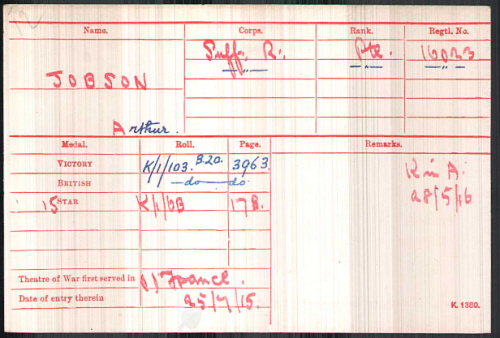 Name. Corps. Rank. Regtl. No.
JOBSON Suff. R. Pte. 16023
Arthur.
Medal. Roll. Page. Remarks.
VICTORY K/1/103.B20. 3963. K in A.
BRITISH —do— do— 28/5/16
15 STAR K/1/6B 178.
Theatre of War first served in (1) France.
Date of entry therein 25/7/15.
K. 1380.